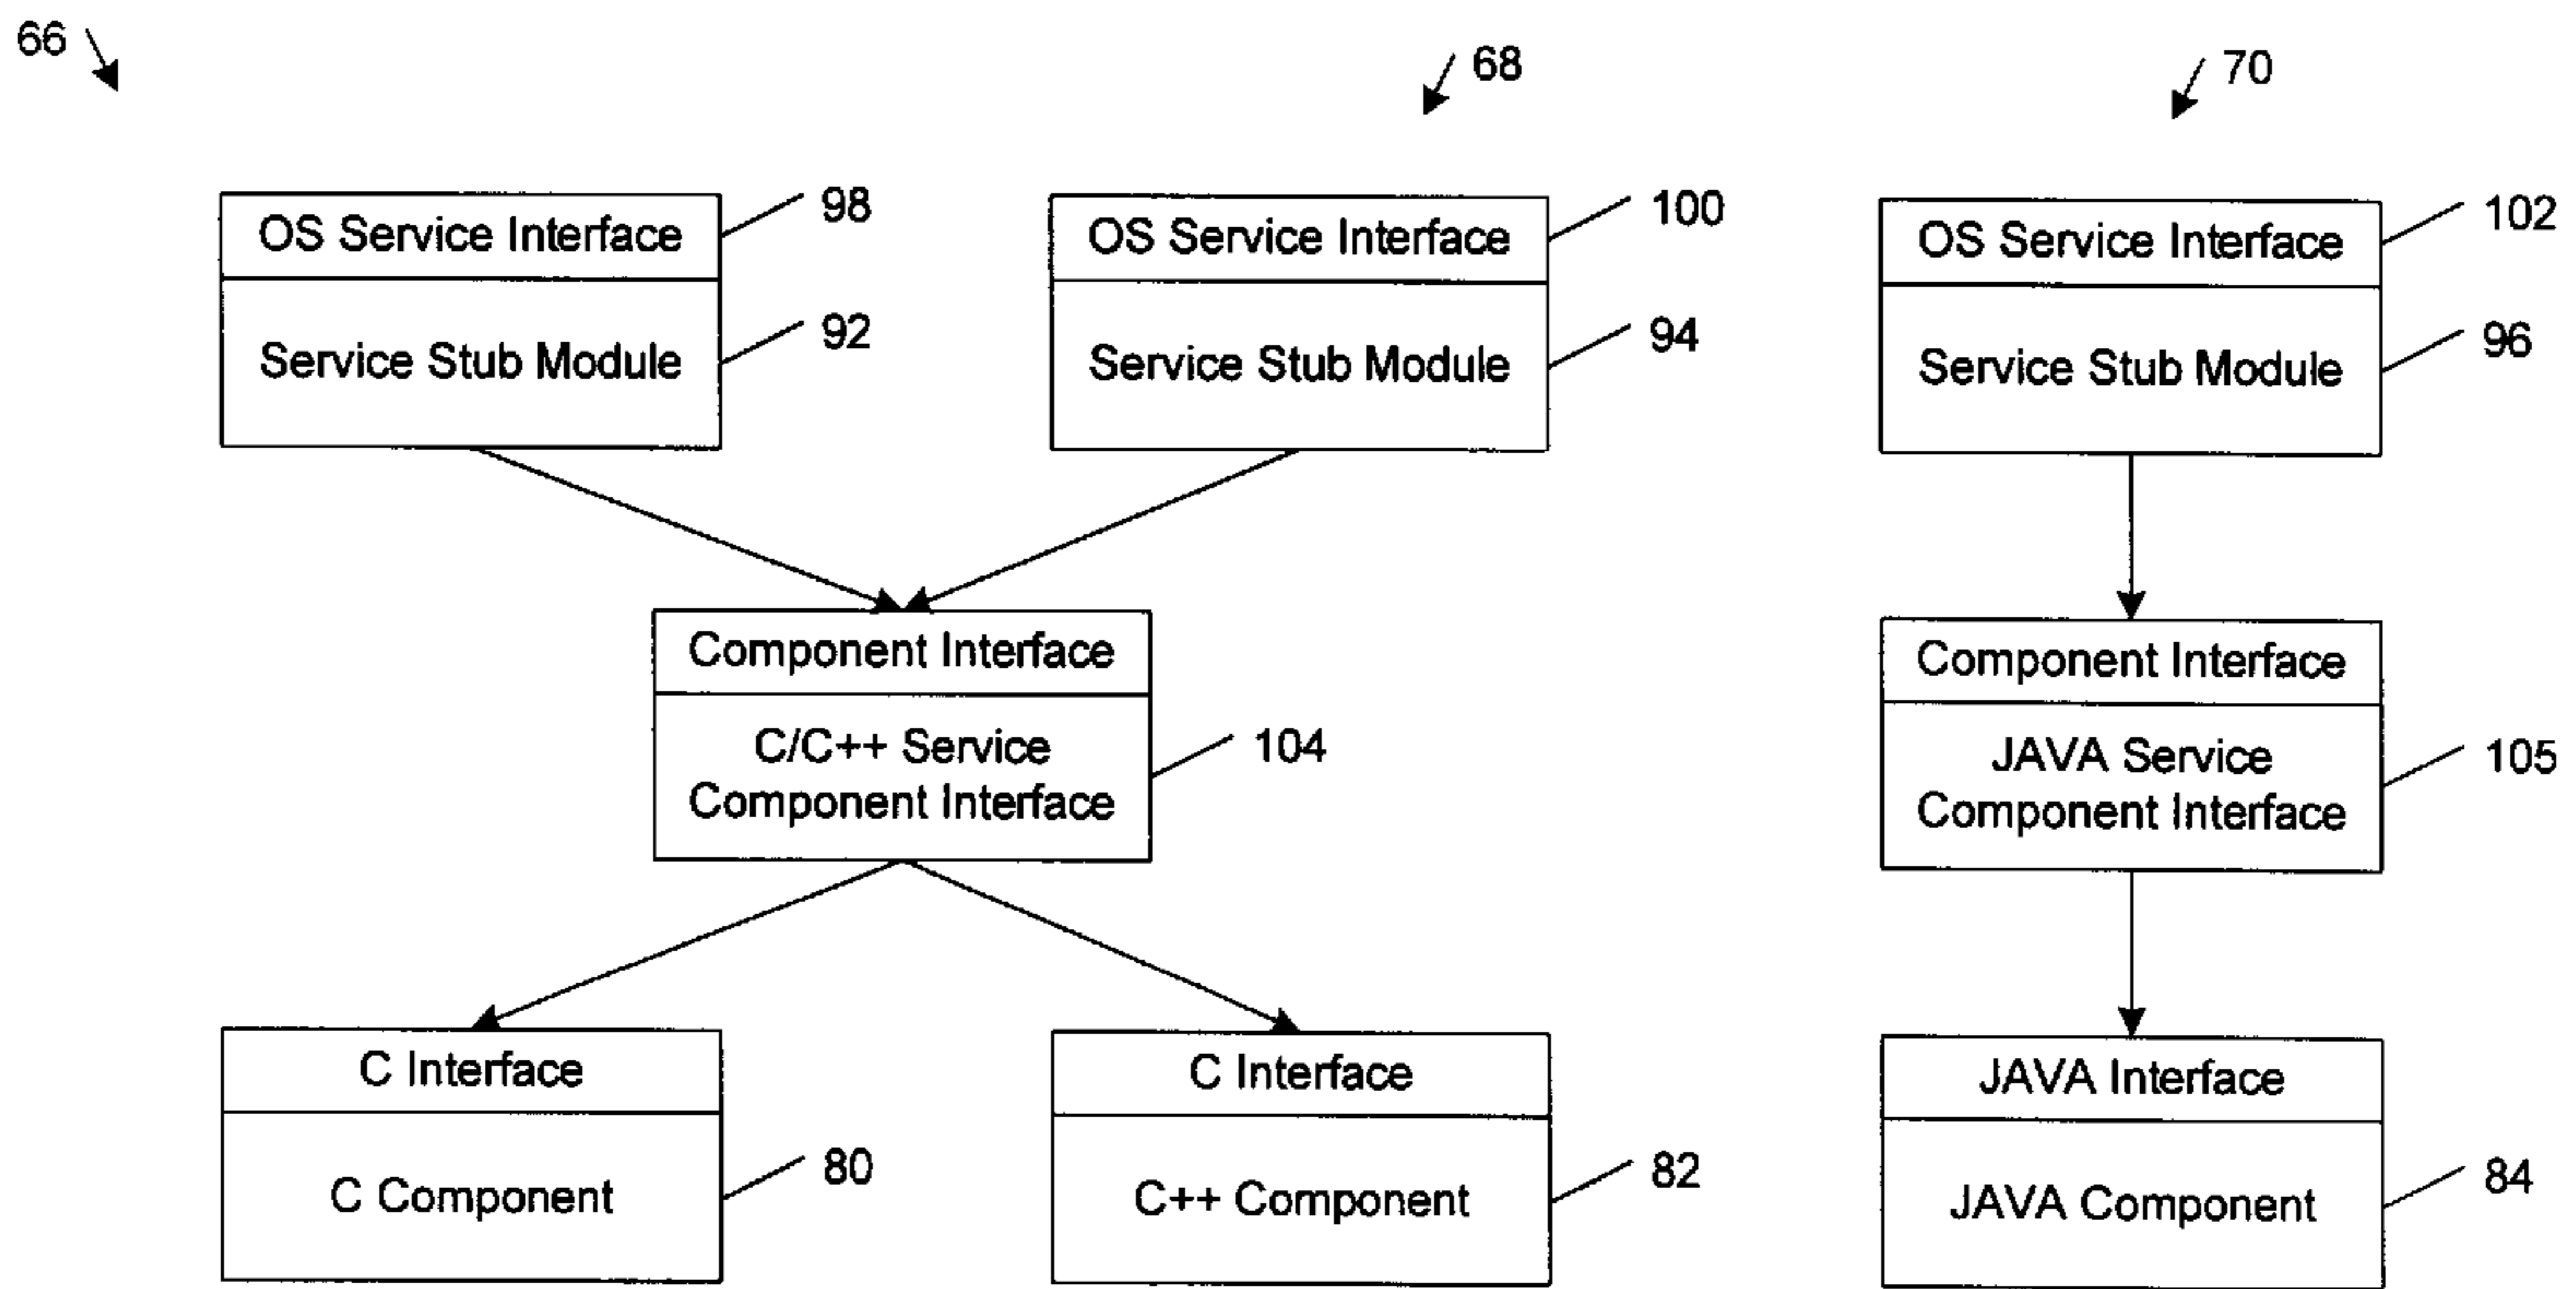 66
68
70
OS Service Interface
98
OS Service Interface
100
OS Service Interface
102
Service Stub Module
92
Service Stub Module
94
Service Stub Module
96
Component Interface
Component Interface
C/C++ Service
Component Interface
104
JAVA Service
Component Interface
105
C Interface
C Interface
JAVA Interface
C Component
80
C++ Component
82
JAVA Component
84